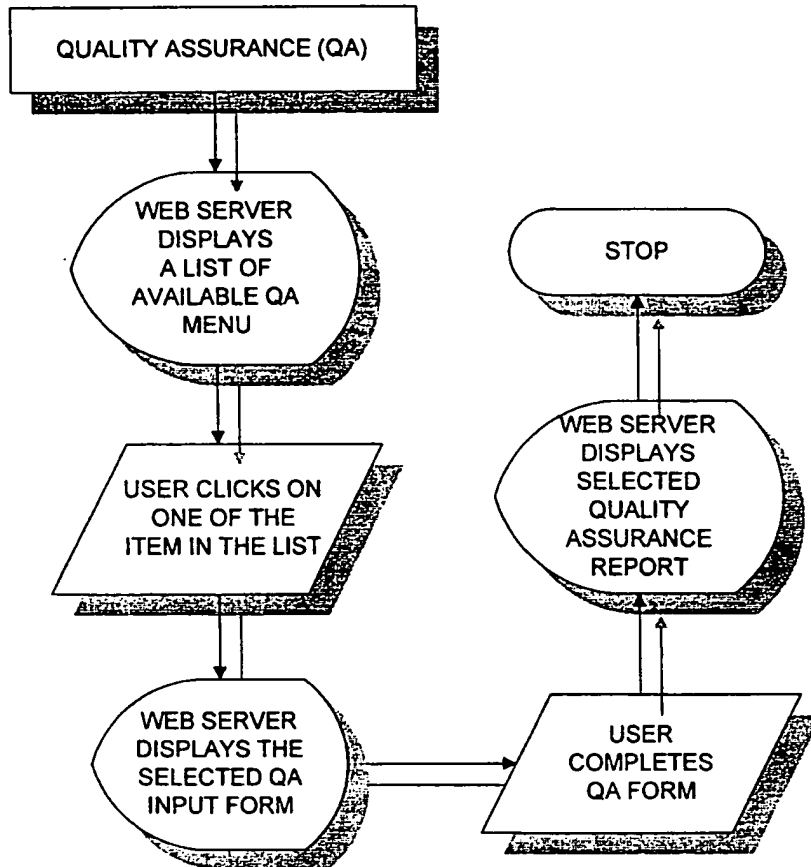 QUALITY ASSURANCE (QA)
WEB SERVER
DISPLAYS
A LIST OF
AVAILABLE QA
MENU
USER CLICKS ON
ONE OF THE
ITEM IN THE LIST
WEB SERVER
DISPLAYS THE
SELECTED QA
INPUT FORM
USER
COMPLETES
QA FORM
WEB SERVER
DISPLAYS
SELECTED
QUALITY
ASSURANCE
REPORT
STOP